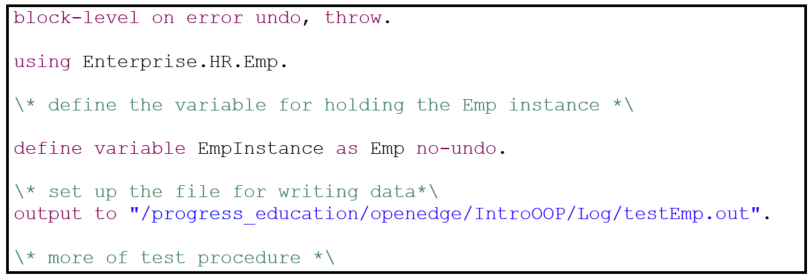 block-level on error undo, throw.
using Enterprise.HR.Emp.
\* define the variable for holding the Emp instance *\
define variable EmpInstance as Emp no-undo.
\* set up the file for writing data*\
output to "/progress_education/openedge/IntroOOP/Log/testEmp.out".
\* more of test procedure *\